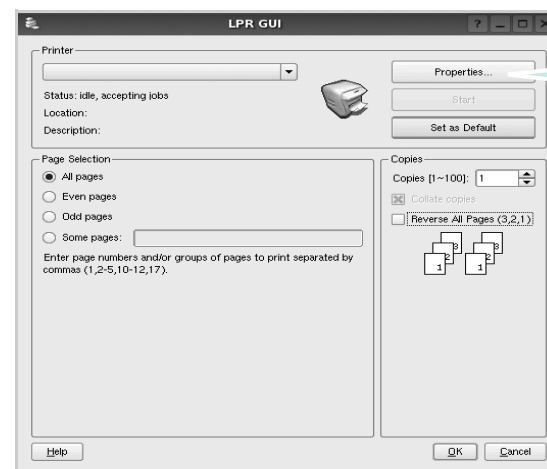 LPR GUI
Printer
Properties...
Status: idle, accepting jobs
Start
Location:
Description:
Set as Default
Page Selection
All pages
Even pages
Odd pages
Some pages:
Enter page numbers and/or groups of pages to print separated by
commas (1,2-5,10-12,17).
Copies
Copies [1~100]: 1
Collate copies
Reverse All Pages (3,2,1)
3 3
2 2
1 1
Help
OK
Cancel